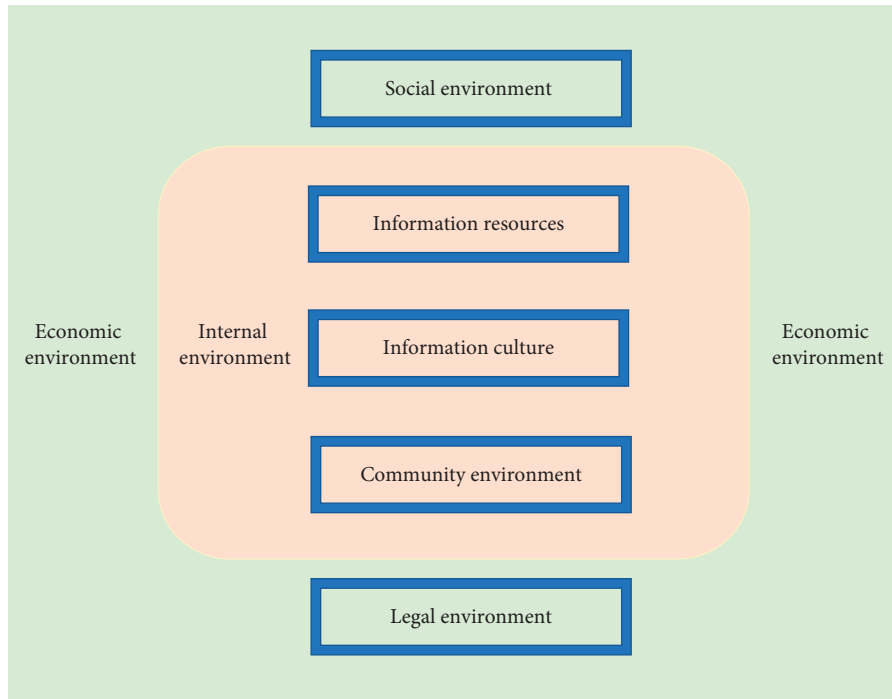 Social environment
Information resources
Economic
environment
Internal
environment
Information culture
Economic
environment
Community environment
Legal environment